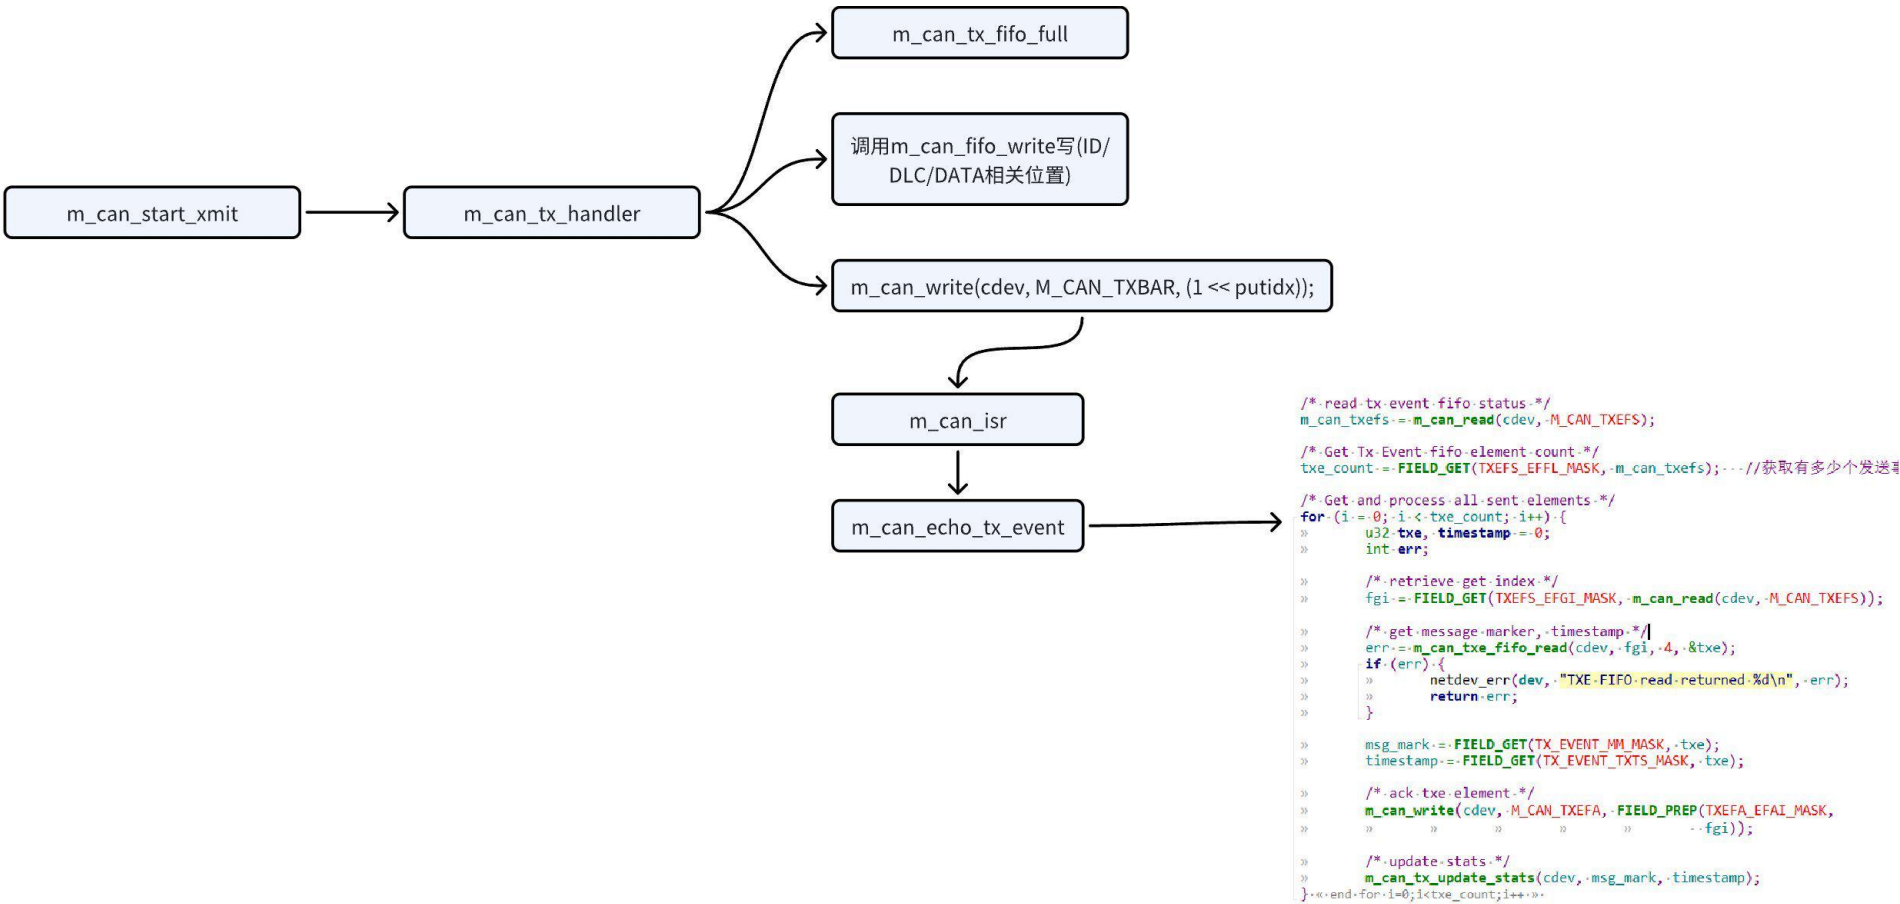 m_can_tx_fifo_full
调用m_can_fifo_write写(ID/
DLC/DATA相关位置)
m_can_start_xmit
m_can_tx_handler
m_can_write(cdev, M_CAN_TXBAR, (1 << putidx));
m_can_isr
m_can_echo_tx_event
/* read tx event fifo status */
m_can_txefs = m_can_read(cdev, M_CAN_TXEFS);
/* Get Tx Event fifo element count */
txe_count = FIELD_GET(TXEFS_EFFL_MASK, m_can_txefs); //获取有多少个发送
/* Get and process all sent elements */
for (i = 0; i < txe_count; i++) {
u32 txe, timestamp = 0;
int err;
/* retrieve get index */
fgi = FIELD_GET(TXEFS_EFGI_MASK, m_can_read(cdev, M_CAN_TXEFS));
/* get message marker, timestamp */
err = m_can_txe_fifo_read(cdev, fgi, 4, &txe);
if (err) {
netdev_err(dev, "TXE FIFO read returned %d\n", err);
return err;
}
msg_mark = FIELD_GET(TX_EVENT_MM_MASK, txe);
timestamp = FIELD_GET(TX_EVENT_TXTS_MASK, txe);
/* ack txe element */
m_can_write(cdev, M_CAN_TXEFA, FIELD_PREP(TXEFA_EFAI_MASK,
fgi));
/* update stats */
m_can_tx_update_stats(cdev, msg_mark, timestamp);
} « end for i=0;i<txe_count;i++ »